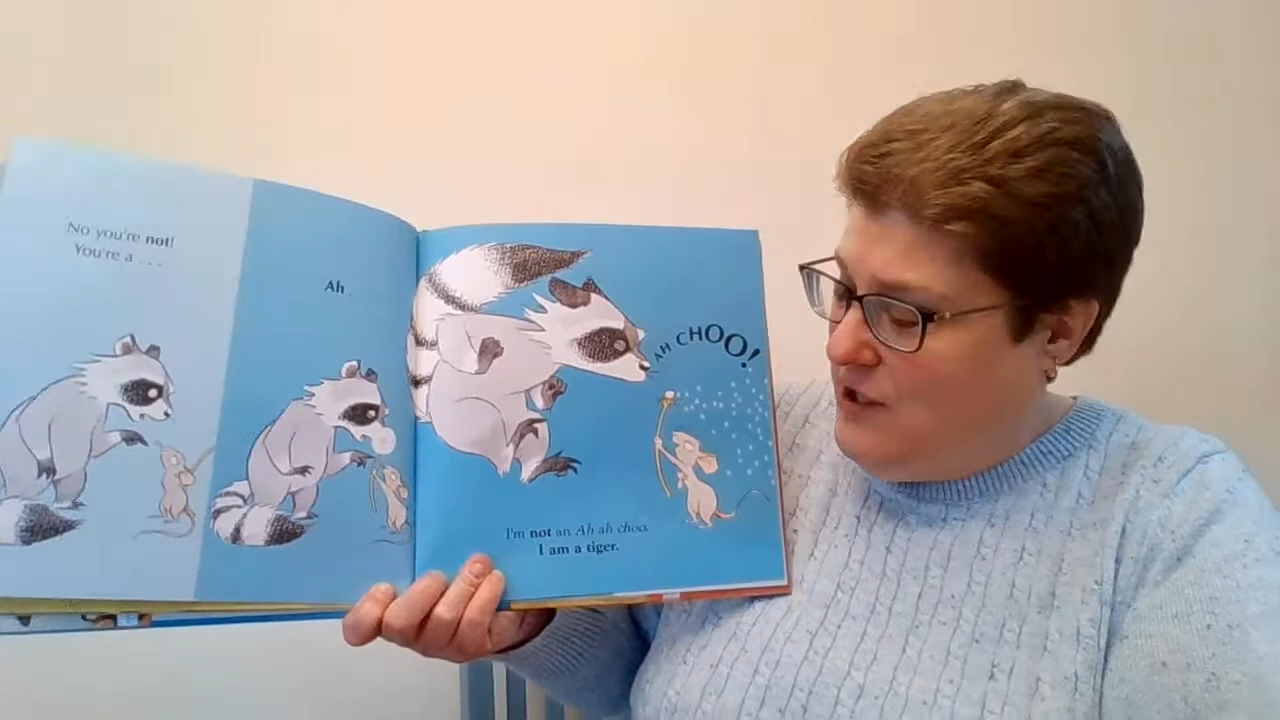 No you're not!
You're a . . .
Ah .
AH CHOO!
I'm not an Ah ah choo.
I am a tiger.